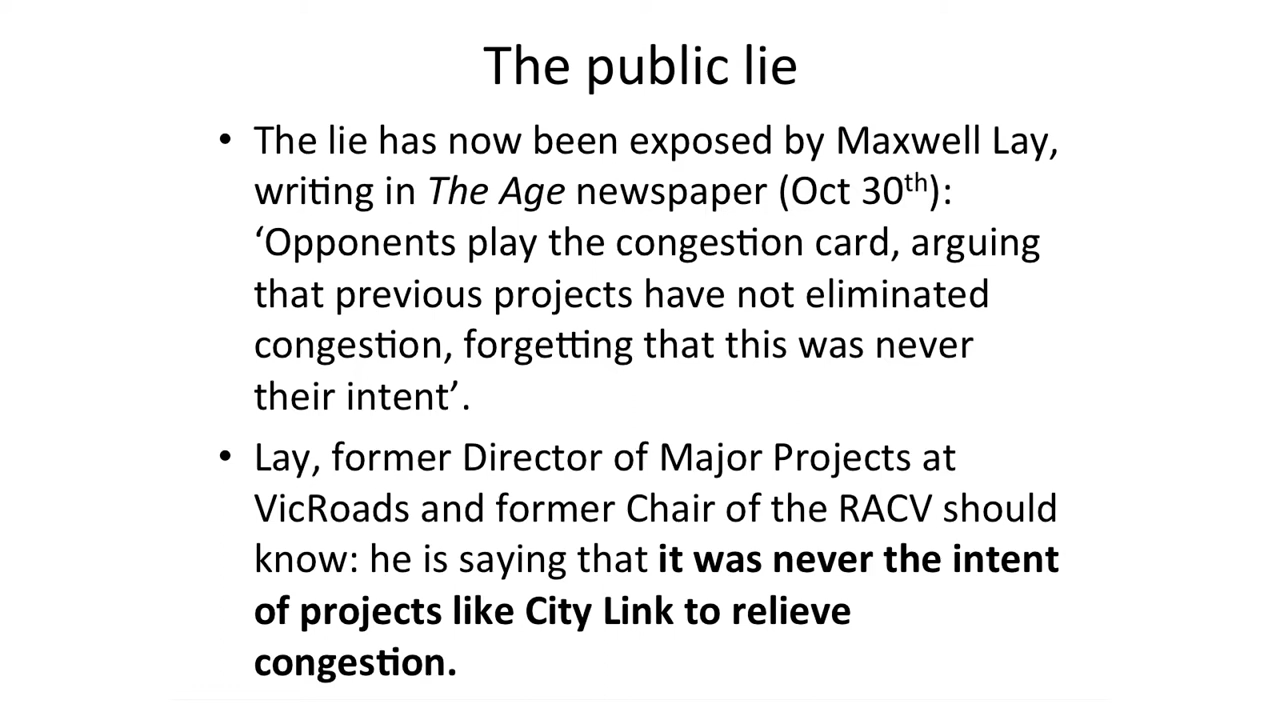 The public lie
• The lie has now been exposed by Maxwell Lay,
writing in The Age newspaper (Oct 30th):
‘Opponents play the congestion card, arguing
that previous projects have not eliminated
congestion, forgetting that this was never
their intent’.
• Lay, former Director of Major Projects at
VicRoads and former Chair of the RACV should
know: he is saying that it was never the intent
of projects like City Link to relieve
congestion.